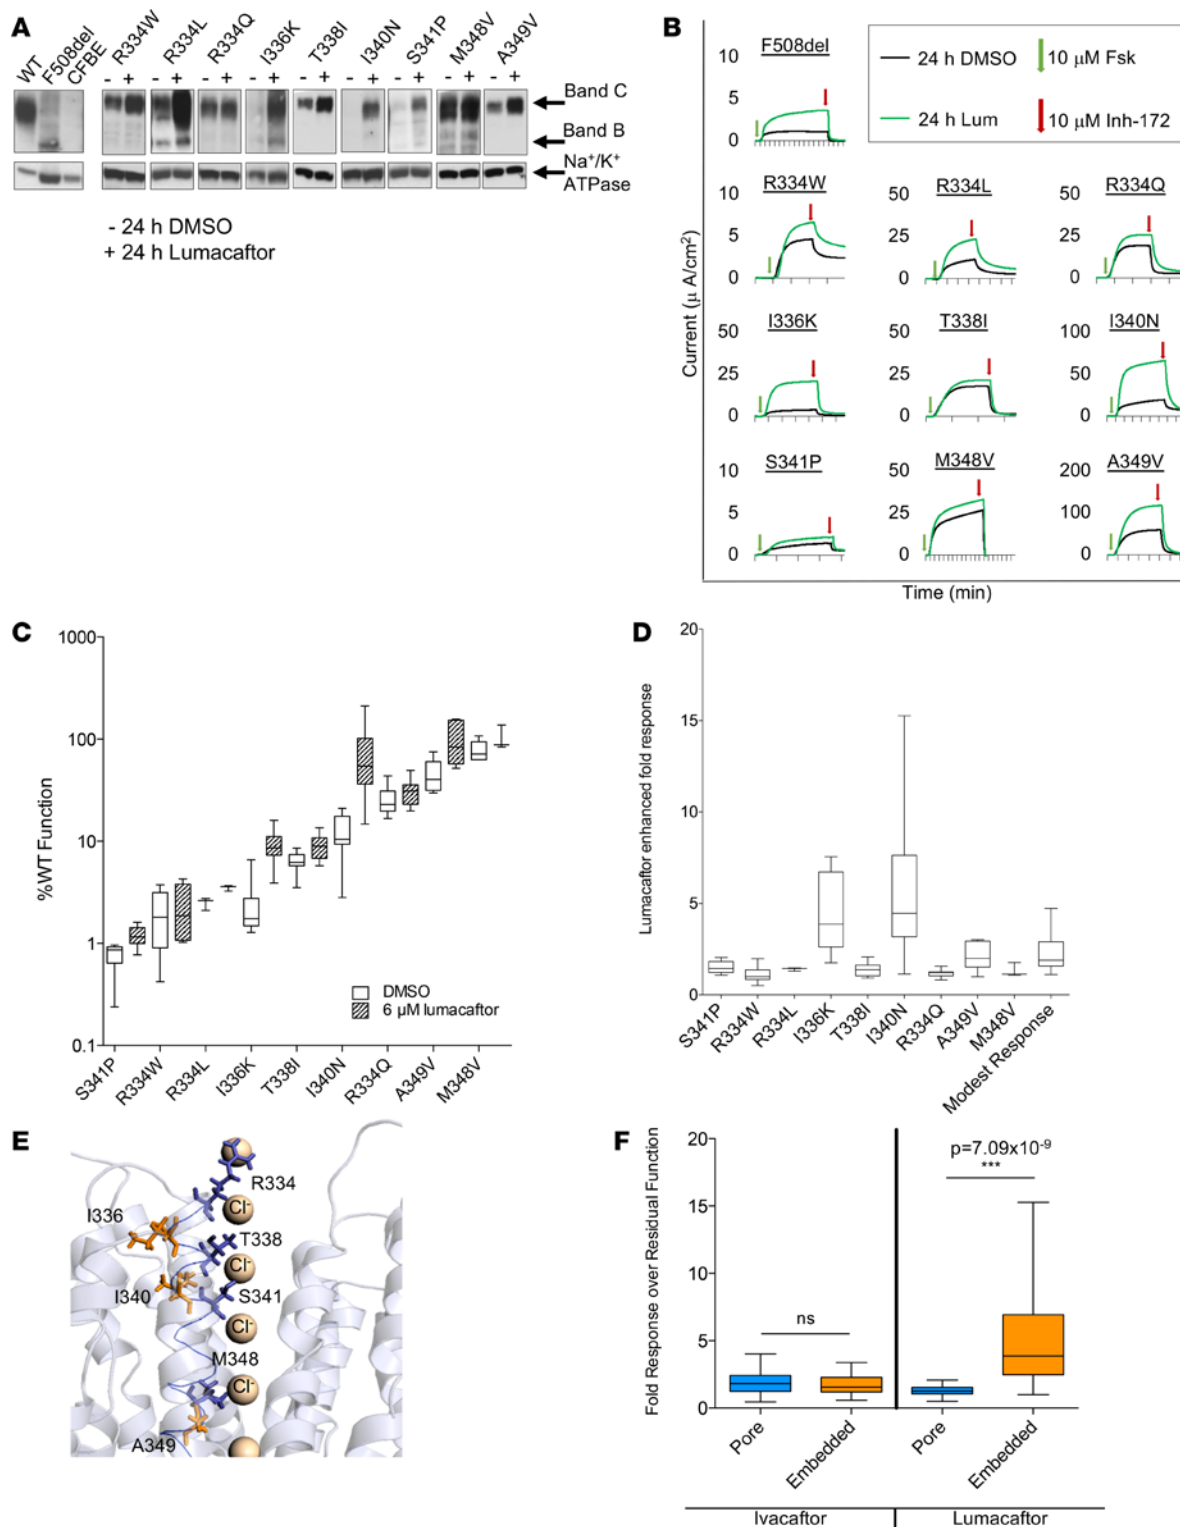 A
WT F508del CFBE R334W R334L R334Q I336K T338I I340N S341P M348V A349V
- + - + - + - + - + - + - + - + - +
Band C
Band B
Na⁺/K⁺
ATPase
- 24 h DMSO
+ 24 h Lumacaftor
B
F508del
10
5
0
24 h DMSO
10 μM Fsk
24 h Lum
10 μM Inh-172
R334W
R334L
R334Q
10
5
0
50
25
0
50
25
0
I336K
T338I
I340N
50
25
0
50
25
0
100
50
0
S341P
M348V
A349V
10
5
0
50
25
0
200
100
0
Current (μ A/cm²)
Time (min)
C
%WT Function
1000
100
10
1
0.1
DMSO
6 μM lumacaftor
S341P R334W R334L I336K T338I I340N R334Q A349V M348V
D
Lumacaftor enhanced fold response
20
15
10
5
0
S341P R334W R334L I336K T338I I340N R334Q A349V M348V Modest Response
E
R334
I336
Cl⁻
T338
Cl⁻
I340
S341
Cl⁻
M348
Cl⁻
A349
F
Fold Response over Residual Function
20
15
10
5
0
ns
p=7.09x10⁻⁹
***
Pore Embedded Pore Embedded
Ivacaftor Lumacaftor